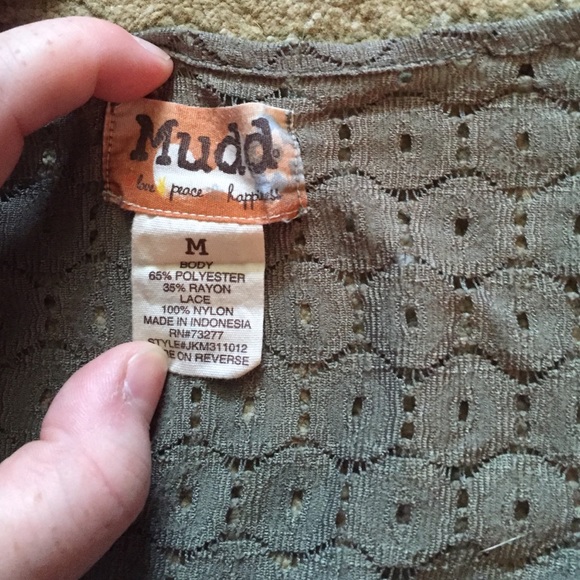 Mudd
love peace happiness
M
BODY
65% POLYESTER
35% RAYON
LACE
100% NYLON
MADE IN INDONESIA
RN#73277
STYLE#JKM311012
ON REVERSE